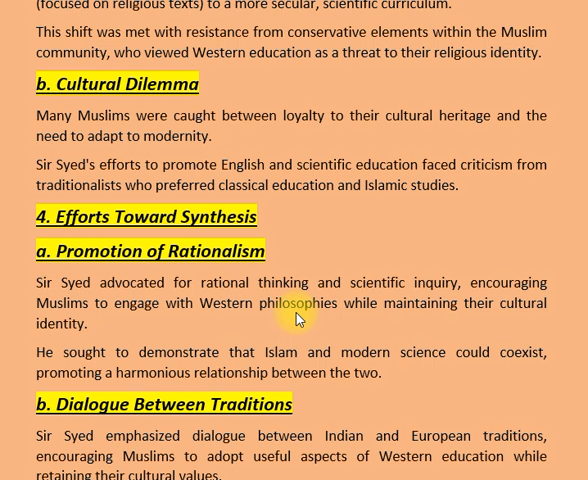 (focused on religious texts) to a more secular, scientific curriculum.
This shift was met with resistance from conservative elements within the Muslim
community, who viewed Western education as a threat to their religious identity.
b. Cultural Dilemma
Many Muslims were caught between loyalty to their cultural heritage and the
need to adapt to modernity.
Sir Syed's efforts to promote English and scientific education faced criticism from
traditionalists who preferred classical education and Islamic studies.
4. Efforts Toward Synthesis
a. Promotion of Rationalism
Sir Syed advocated for rational thinking and scientific inquiry, encouraging
Muslims to engage with Western philosophies while maintaining their cultural
identity.
He sought to demonstrate that Islam and modern science could coexist,
promoting a harmonious relationship between the two.
b. Dialogue Between Traditions
Sir Syed emphasized dialogue between Indian and European traditions,
encouraging Muslims to adopt useful aspects of Western education while
retaining their cultural values.